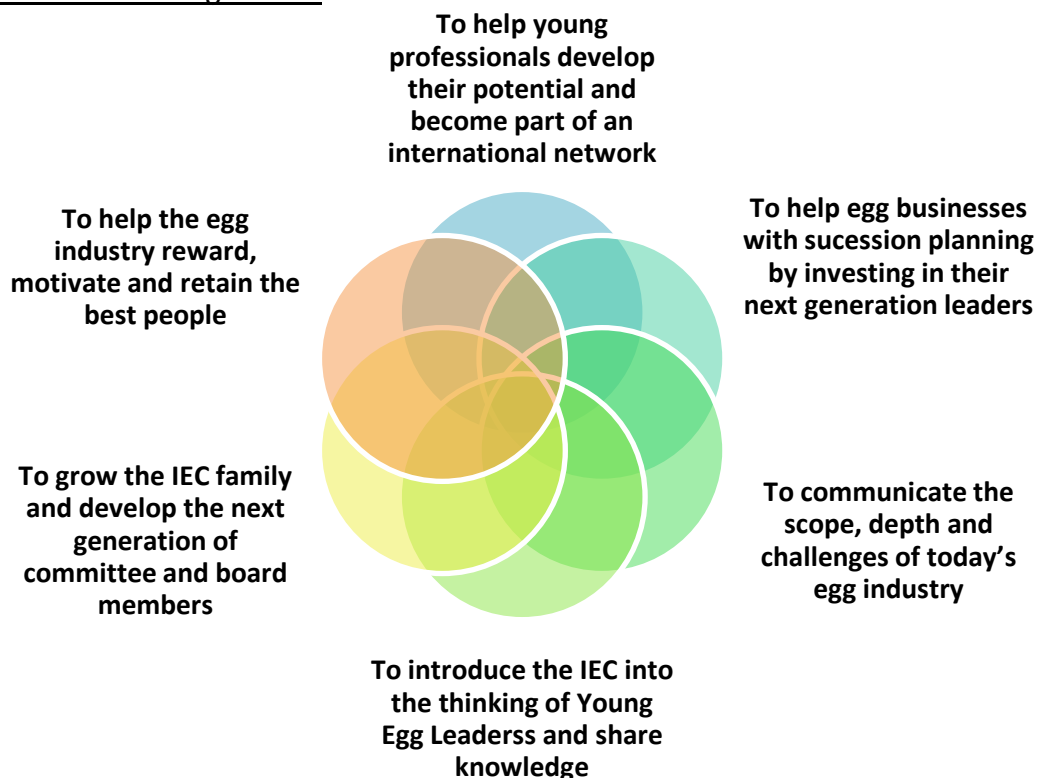 To help young
professionals develop
their potential and
become part of an
international network
To help egg businesses
with sucession planning
by investing in their
next generation leaders
To communicate the
scope, depth and
challenges of today's
egg industry
To introduce the IEC into
the thinking of Young
Egg Leaderss and share
knowledge
To grow the IEC family
and develop the next
generation of
committee and board
members
To help the egg
industry reward,
motivate and retain the
best people